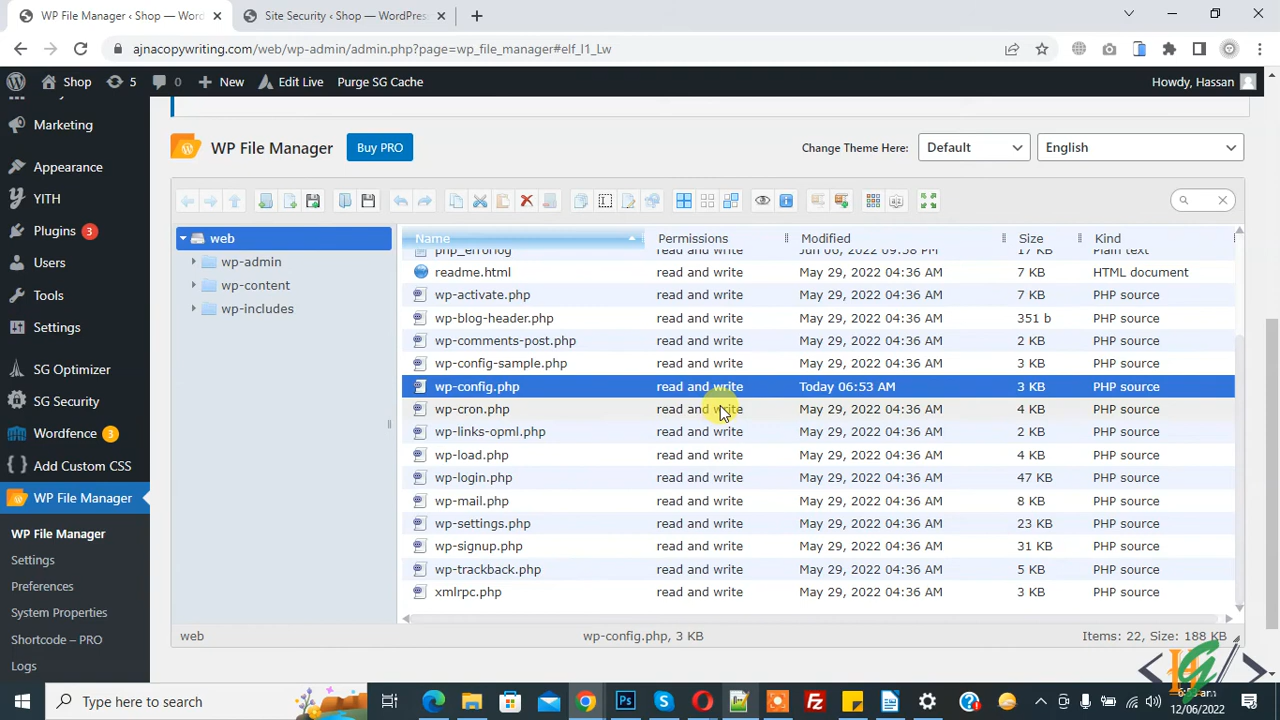 WP File Manager ‹ Shop — Word
Site Security ‹ Shop — WordPress
ajnacopywriting.com/web/wp-admin/admin.php?page=wp_file_manager#elf_l1_Lw
Shop 5 0 New Edit Live Purge SG Cache Howdy, Hassan
Marketing
Appearance
YITH
Plugins 3
Users
Tools
Settings
SG Optimizer
SG Security
Wordfence 3
Add Custom CSS
WP File Manager
WP File Manager
Settings
Preferences
System Properties
Shortcode – PRO
Logs
WP File Manager Buy PRO Change Theme Here: Default English
web
wp-admin
wp-content
wp-includes
Name Permissions Modified Size Kind
php_errorlog read and write Jun 06, 2022 09:58 PM 17 KB Plain text
readme.html read and write May 29, 2022 04:36 AM 7 KB HTML document
wp-activate.php read and write May 29, 2022 04:36 AM 7 KB PHP source
wp-blog-header.php read and write May 29, 2022 04:36 AM 351 b PHP source
wp-comments-post.php read and write May 29, 2022 04:36 AM 2 KB PHP source
wp-config-sample.php read and write May 29, 2022 04:36 AM 3 KB PHP source
wp-config.php read and write Today 06:53 AM 3 KB PHP source
wp-cron.php read and write May 29, 2022 04:36 AM 4 KB PHP source
wp-links-opml.php read and write May 29, 2022 04:36 AM 2 KB PHP source
wp-load.php read and write May 29, 2022 04:36 AM 4 KB PHP source
wp-login.php read and write May 29, 2022 04:36 AM 47 KB PHP source
wp-mail.php read and write May 29, 2022 04:36 AM 8 KB PHP source
wp-settings.php read and write May 29, 2022 04:36 AM 23 KB PHP source
wp-signup.php read and write May 29, 2022 04:36 AM 31 KB PHP source
wp-trackback.php read and write May 29, 2022 04:36 AM 5 KB PHP source
xmlrpc.php read and write May 29, 2022 04:36 AM 3 KB PHP source
web wp-config.php, 3 KB Items: 22, Size: 188 KB
Type here to search
12/06/2022